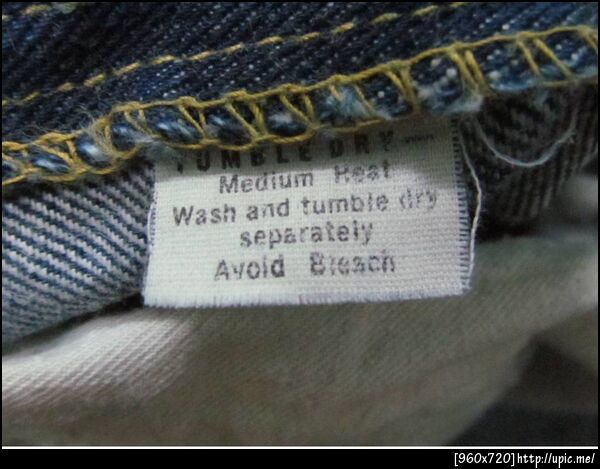 TUMBLE DRY
Medium Heat
Wash and tumble dry
separately
Avoid Bleach
[960x720]http://upic.me/